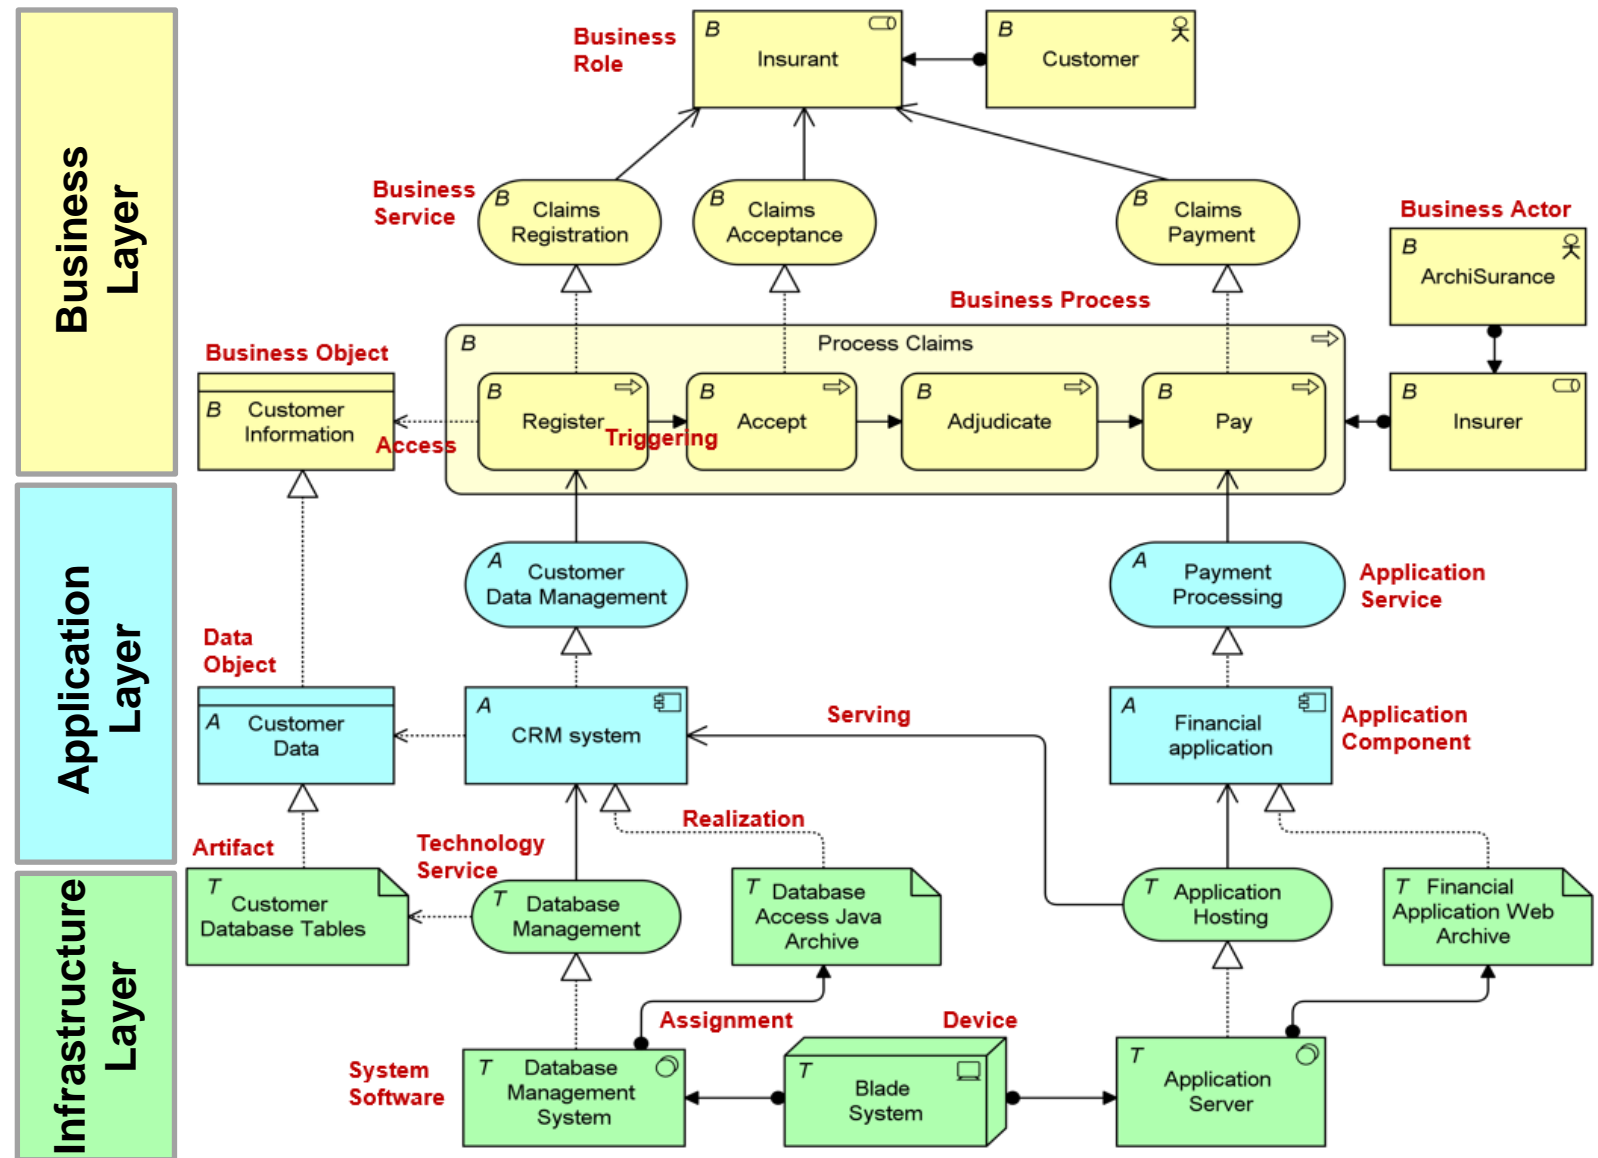 Business
Layer
Business
Role
B
Insurant
B
Customer
Business
Service
B
Claims
Registration
B
Claims
Acceptance
B
Claims
Payment
Business Actor
B
ArchiSurance
Business Process
B
Process Claims
Business Object
B
Customer
Information
Access
B
Register
Triggering
B
Accept
B
Adjudicate
B
Pay
B
Insurer
Application
Layer
A
Customer
Data Management
A
Payment
Processing
Application
Service
Data
Object
A
Customer
Data
A
CRM system
Serving
A
Financial
application
Application
Component
Realization
Infrastructure
Layer
Artifact
T
Customer
Database Tables
Technology
Service
T
Database
Management
T
Database
Access Java
Archive
T
Application
Hosting
T
Financial
Application Web
Archive
Assignment
Device
System
Software
T
Database
Management
System
T
Blade
System
T
Application
Server